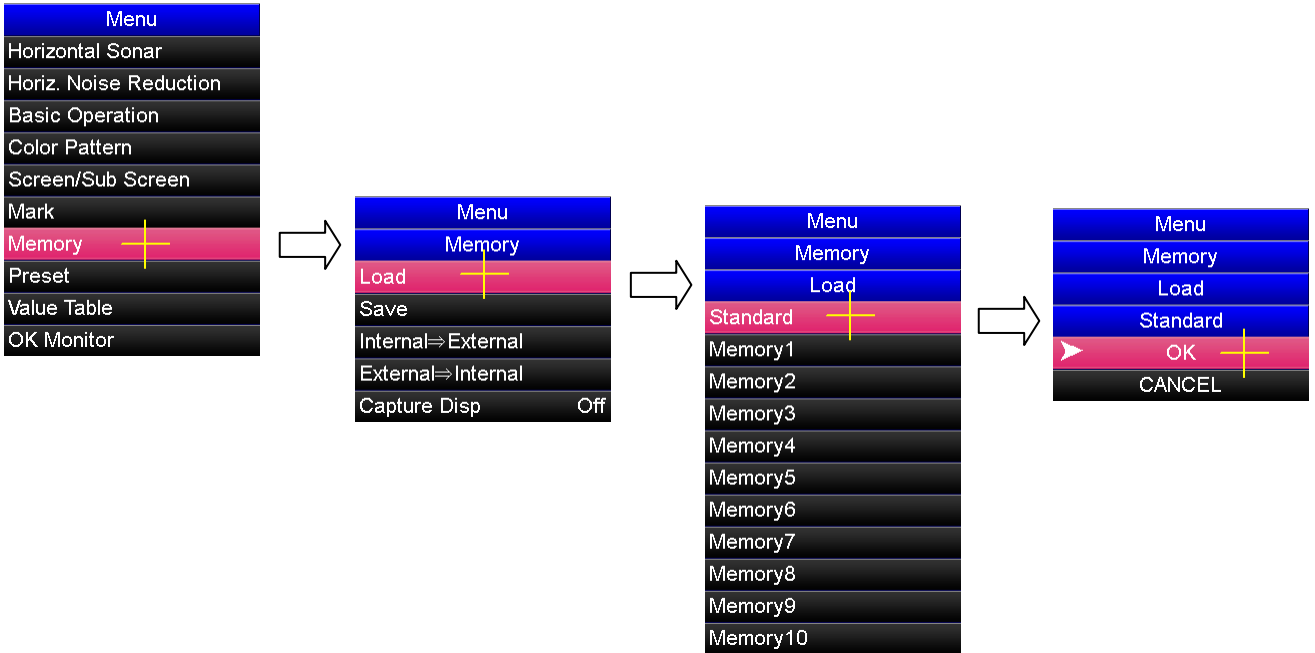 Menu
Horizontal Sonar
Horiz. Noise Reduction
Basic Operation
Color Pattern
Screen/Sub Screen
Mark
Memory
Preset
Value Table
OK Monitor
Menu
Memory
Load
Save
Internal⇒External
External⇒Internal
Capture Disp Off
Menu
Memory
Load
Standard
Memory1
Memory2
Memory3
Memory4
Memory5
Memory6
Memory7
Memory8
Memory9
Memory10
Menu
Memory
Load
Standard
OK
CANCEL